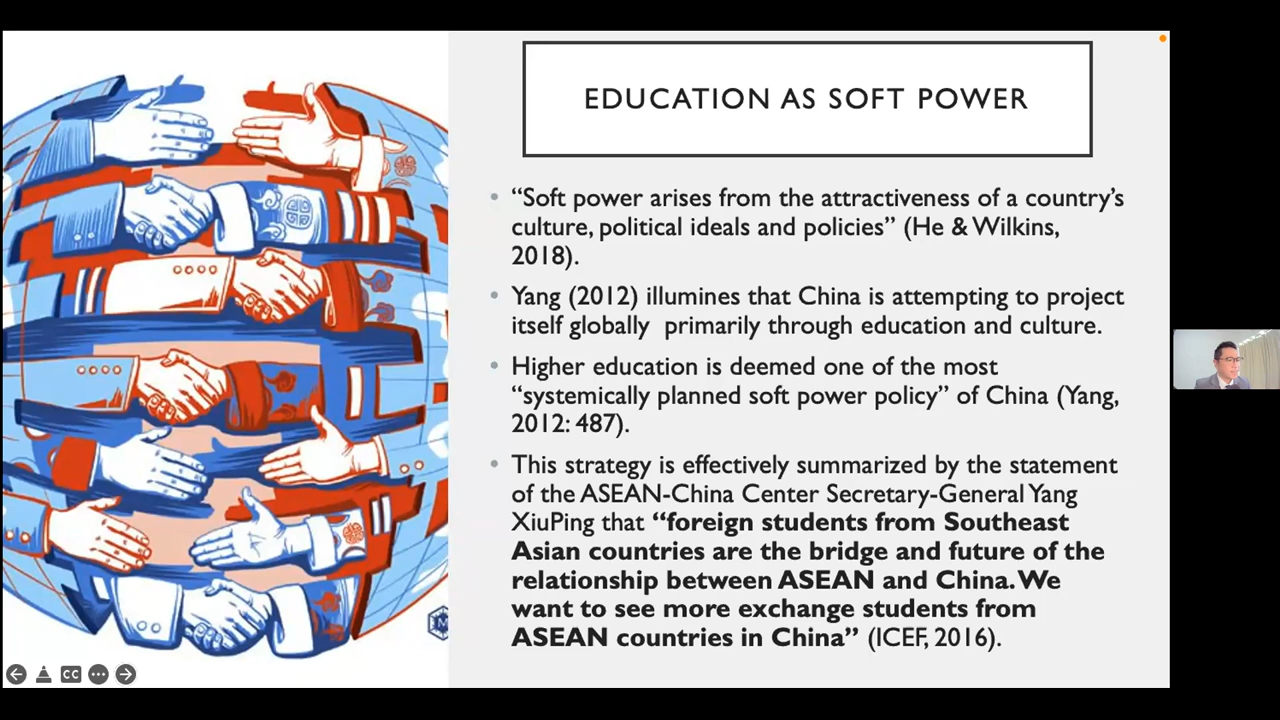 EDUCATION AS SOFT POWER
• “Soft power arises from the attractiveness of a country’s
culture, political ideals and policies” (He & Wilkins,
2018).
• Yang (2012) illumines that China is attempting to project
itself globally  primarily through education and culture.
• Higher education is deemed one of the most
“systemically planned soft power policy” of China (Yang,
2012: 487).
• This strategy is effectively summarized by the statement
of the ASEAN-China Center Secretary-General Yang
XiuPing that “foreign students from Southeast
Asian countries are the bridge and future of the
relationship between ASEAN and China. We
want to see more exchange students from
ASEAN countries in China” (ICEF, 2016).
CC